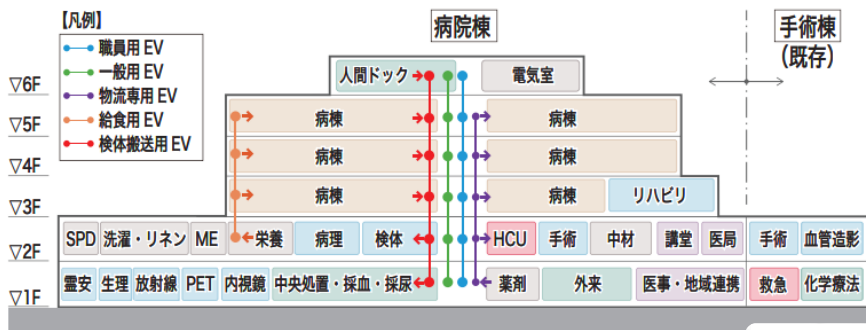 【凡例】
職員用 EV
一般用 EV
物流専用 EV
給食用 EV
検体搬送用 EV
病院棟
手術棟
(既存)
▽6F
人間ドック
電気室
▽5F
病棟
病棟
▽4F
病棟
病棟
▽3F
病棟
病棟
リハビリ
▽2F
SPD
洗濯・リネン
ME
栄養
病理
検体
HCU
手術
中材
講堂
医局
手術
血管造影
▽1F
霊安
生理
放射線
PET
内視鏡
中央処置・採血・採尿
薬剤
外来
医事・地域連携
救急
化学療法